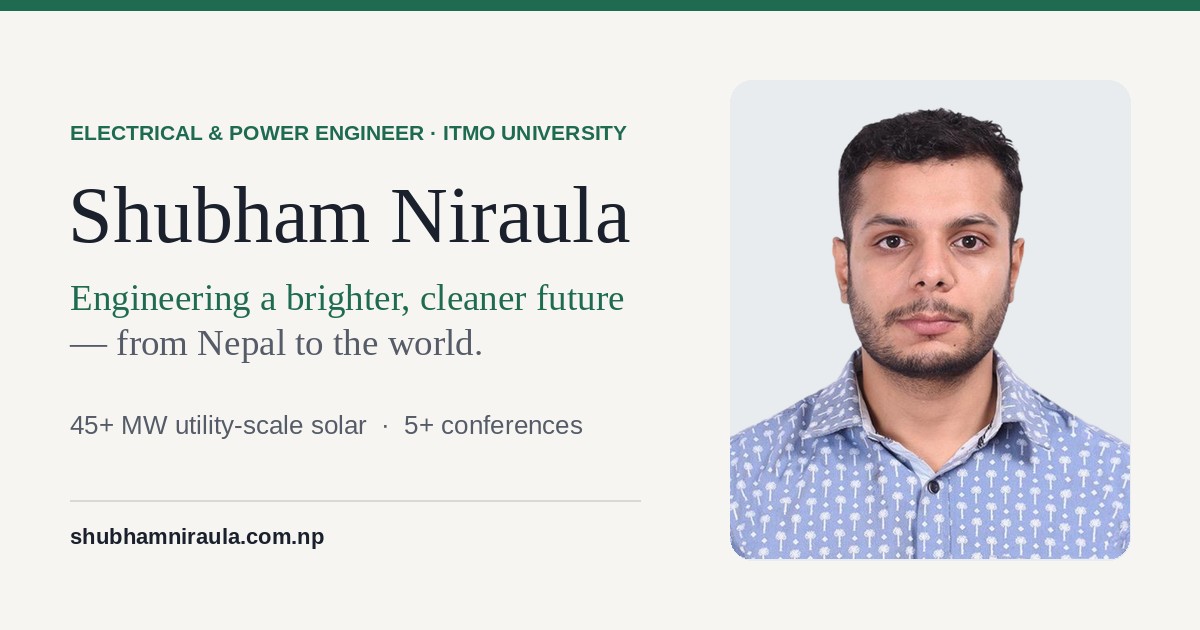 ELECTRICAL & POWER ENGINEER · ITMO UNIVERSITY
Shubham Niraula
Engineering a brighter, cleaner future
— from Nepal to the world.
45+ MW utility-scale solar · 5+ conferences
shubhamniraula.com.np